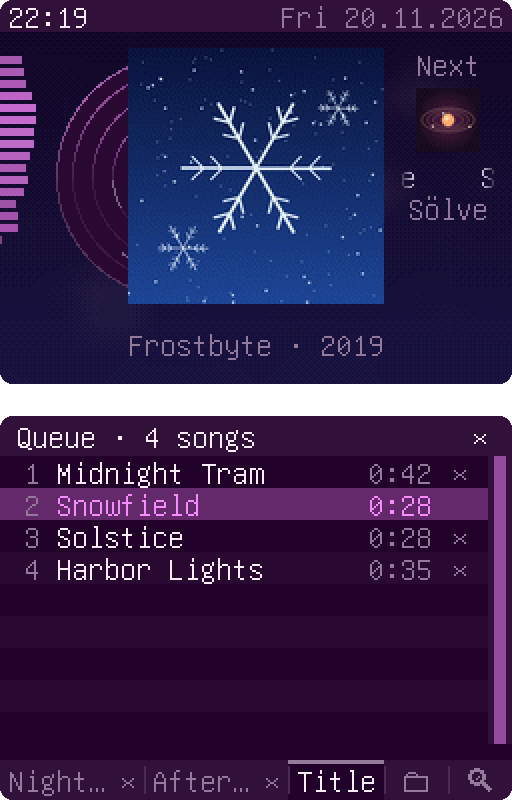 22:19 Fri 20.11.2026
Next
e S
Sölve
Frostbyte · 2019
Queue · 4 songs ×
1 Midnight Tram 0:42 ×
2 Snowfield 0:28
3 Solstice 0:28 ×
4 Harbor Lights 0:35 ×
Night… × After… × Title